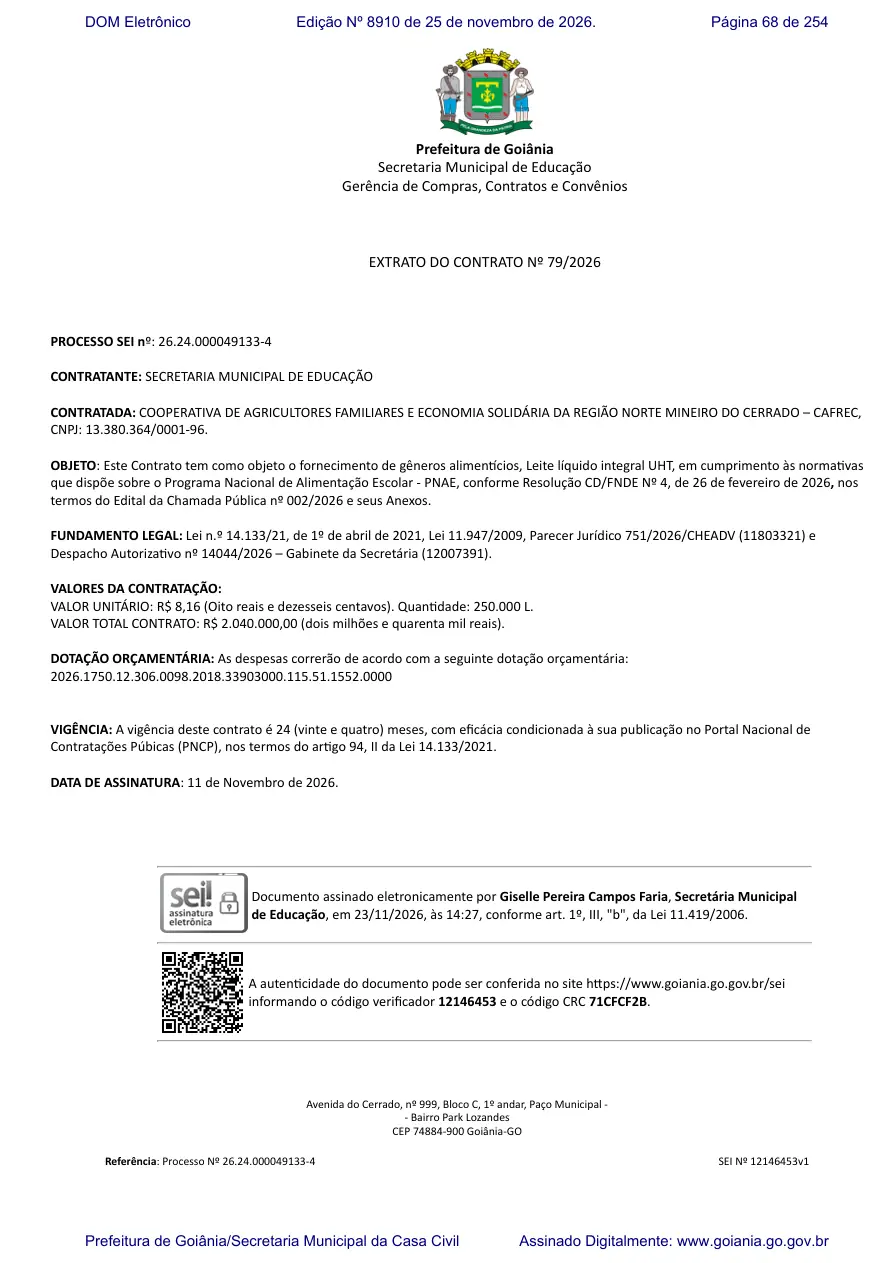 DOM Eletrônico Edição Nº 8910 de 25 de novembro de 2026. Página 68 de 254
Prefeitura de Goiânia
Secretaria Municipal de Educação
Gerência de Compras, Contratos e Convênios
EXTRATO DO CONTRATO Nº 79/2026
PROCESSO SEI nº: 26.24.000049133-4
CONTRATANTE: SECRETARIA MUNICIPAL DE EDUCAÇÃO
CONTRATADA: COOPERATIVA DE AGRICULTORES FAMILIARES E ECONOMIA SOLIDÁRIA DA REGIÃO NORTE MINEIRO DO CERRADO – CAFREC,
CNPJ: 13.380.364/0001-96.
OBJETO: Este Contrato tem como objeto o fornecimento de gêneros alimentícios, Leite líquido integral UHT, em cumprimento às normativas
que dispõe sobre o Programa Nacional de Alimentação Escolar - PNAE, conforme Resolução CD/FNDE Nº 4, de 26 de fevereiro de 2026, nos
termos do Edital da Chamada Pública nº 002/2026 e seus Anexos.
FUNDAMENTO LEGAL: Lei n.º 14.133/21, de 1º de abril de 2021, Lei 11.947/2009, Parecer Jurídico 751/2026/CHEADV (11803321) e
Despacho Autorizativo nº 14044/2026 – Gabinete da Secretária (12007391).
VALORES DA CONTRATAÇÃO:
VALOR UNITÁRIO: R$ 8,16 (Oito reais e dezesseis centavos). Quantidade: 250.000 L.
VALOR TOTAL CONTRATO: R$ 2.040.000,00 (dois milhões e quarenta mil reais).
DOTAÇÃO ORÇAMENTÁRIA: As despesas correrão de acordo com a seguinte dotação orçamentária:
2026.1750.12.306.0098.2018.33903000.115.51.1552.0000
VIGÊNCIA: A vigência deste contrato é 24 (vinte e quatro) meses, com eficácia condicionada à sua publicação no Portal Nacional de
Contratações Púbicas (PNCP), nos termos do artigo 94, II da Lei 14.133/2021.
DATA DE ASSINATURA: 11 de Novembro de 2026.
sei!
assinatura
eletrônica
Documento assinado eletronicamente por Giselle Pereira Campos Faria, Secretária Municipal
de Educação, em 23/11/2026, às 14:27, conforme art. 1º, III, "b", da Lei 11.419/2006.
A autenticidade do documento pode ser conferida no site https://www.goiania.go.gov.br/sei
informando o código verificador 12146453 e o código CRC 71CFCF2B.
Avenida do Cerrado, nº 999, Bloco C, 1º andar, Paço Municipal -
- Bairro Park Lozandes
CEP 74884-900 Goiânia-GO
Referência: Processo Nº 26.24.000049133-4 SEI Nº 12146453v1
Prefeitura de Goiânia/Secretaria Municipal da Casa Civil Assinado Digitalmente: www.goiania.go.gov.br